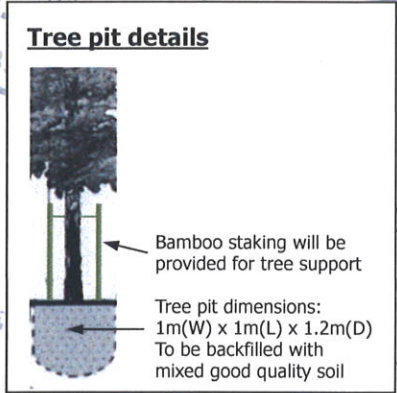 Tree pit details
Bamboo staking will be
provided for tree support
Tree pit dimensions:
1m(W) x 1m(L) x 1.2m(D)
To be backfilled with
mixed good quality soil